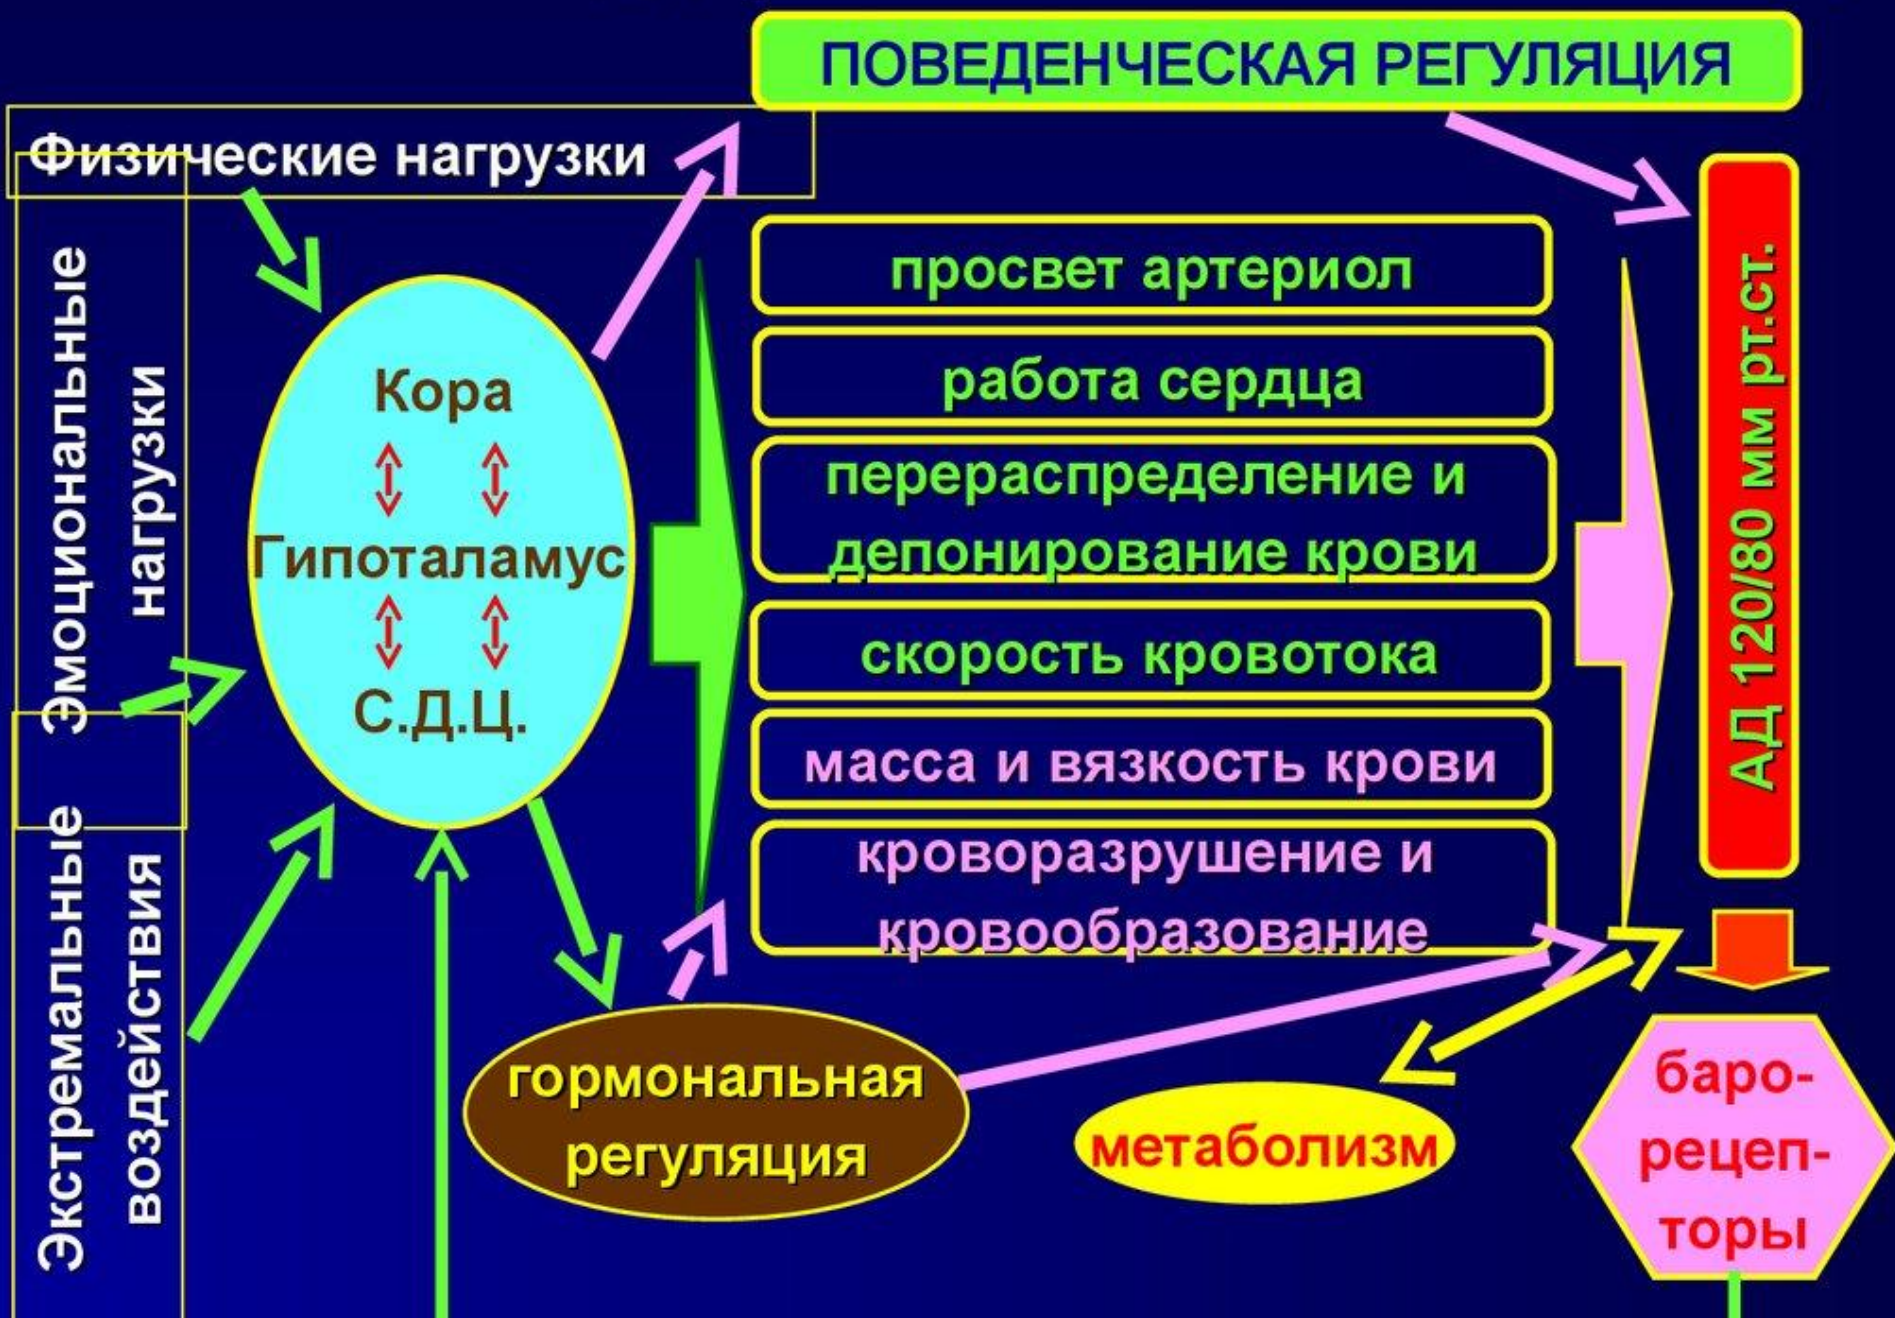 ПОВЕДЕНЧЕСКАЯ РЕГУЛЯЦИЯ
Физические нагрузки
Эмоциональные
нагрузки
Экстремальные
воздействия
Кора
Гипоталамус
С.Д.Ц.
просвет артериол
работа сердца
перераспределение и
депонирование крови
скорость кровотока
масса и вязкость крови
кроворазрушение и
кровообразование
АД 120/80 мм рт.ст.
гормональная
регуляция
метаболизм
баро-
рецеп-
торы